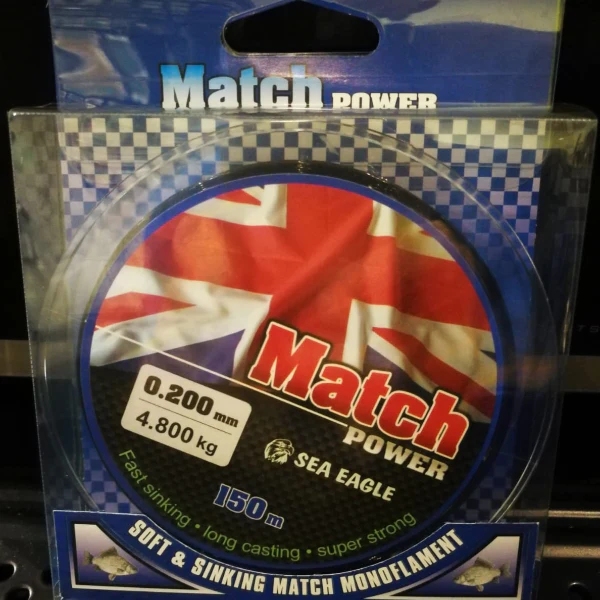 Match POWER
Match
POWER
0.200 mm
4.800 kg
SEA EAGLE
150 m
Fast sinking • long casting • super strong
SOFT & SINKING MATCH MONOFLAMENT